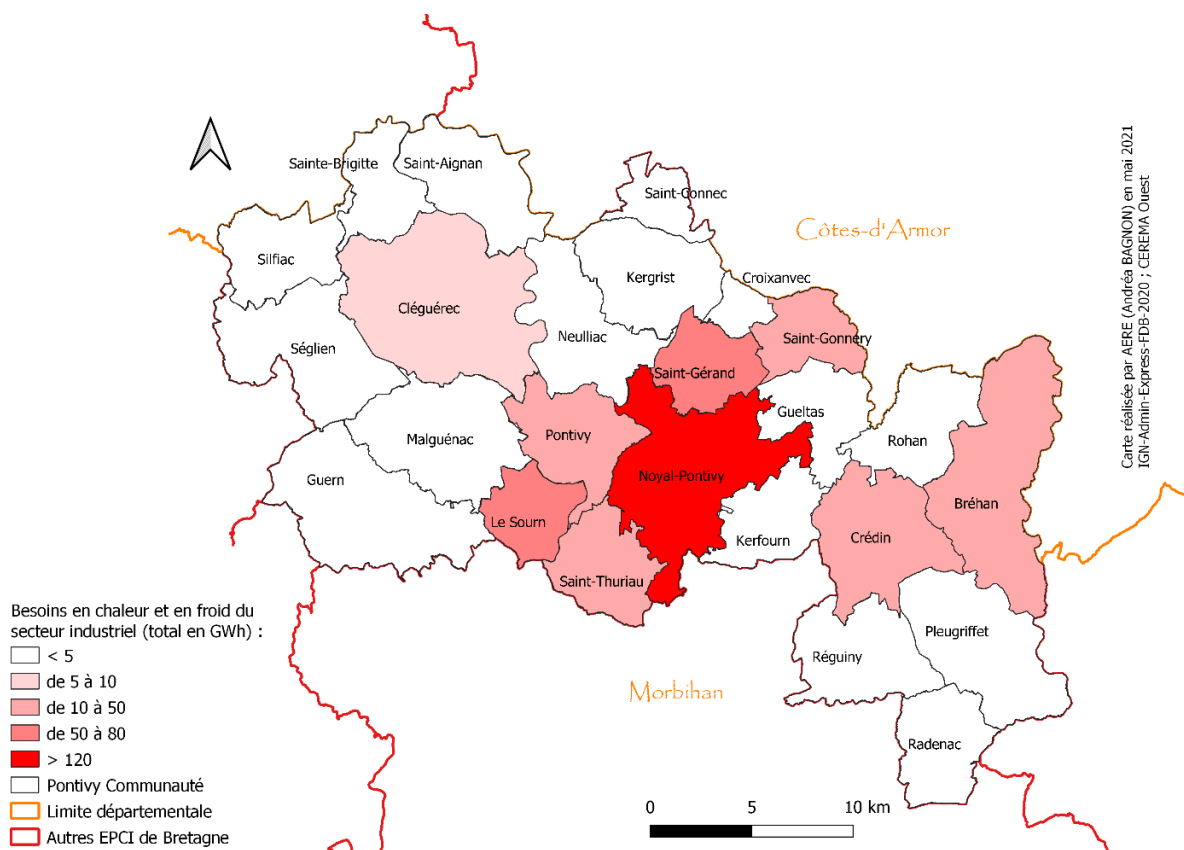 Sainte-Brigitte
Saint-Aignan
Saint-Connec
Côtes-d'Armor
Silfiac
Kergrist
Croixanvec
Cléguérec
Neulliac
Saint-Gonnery
Séglien
Saint-Gérand
Gueltas
Malguénac
Pontivy
Rohan
Guern
Noyal-Pontivy
Bréhan
Le Sourn
Kerfourn
Crédin
Saint-Thuriau
Pleugriffet
Réguiny
Morbihan
Radenac
Carte réalisée par AERE (Andréa BAGNON) en mai 2021
IGN-Admin-Express-FDB-2020 ; CEREMA Ouest
Besoins en chaleur et en froid du
secteur industriel (total en GWh) :
< 5
de 5 à 10
de 10 à 50
de 50 à 80
> 120
Pontivy Communauté
Limite départementale
Autres EPCI de Bretagne
0 5 10 km